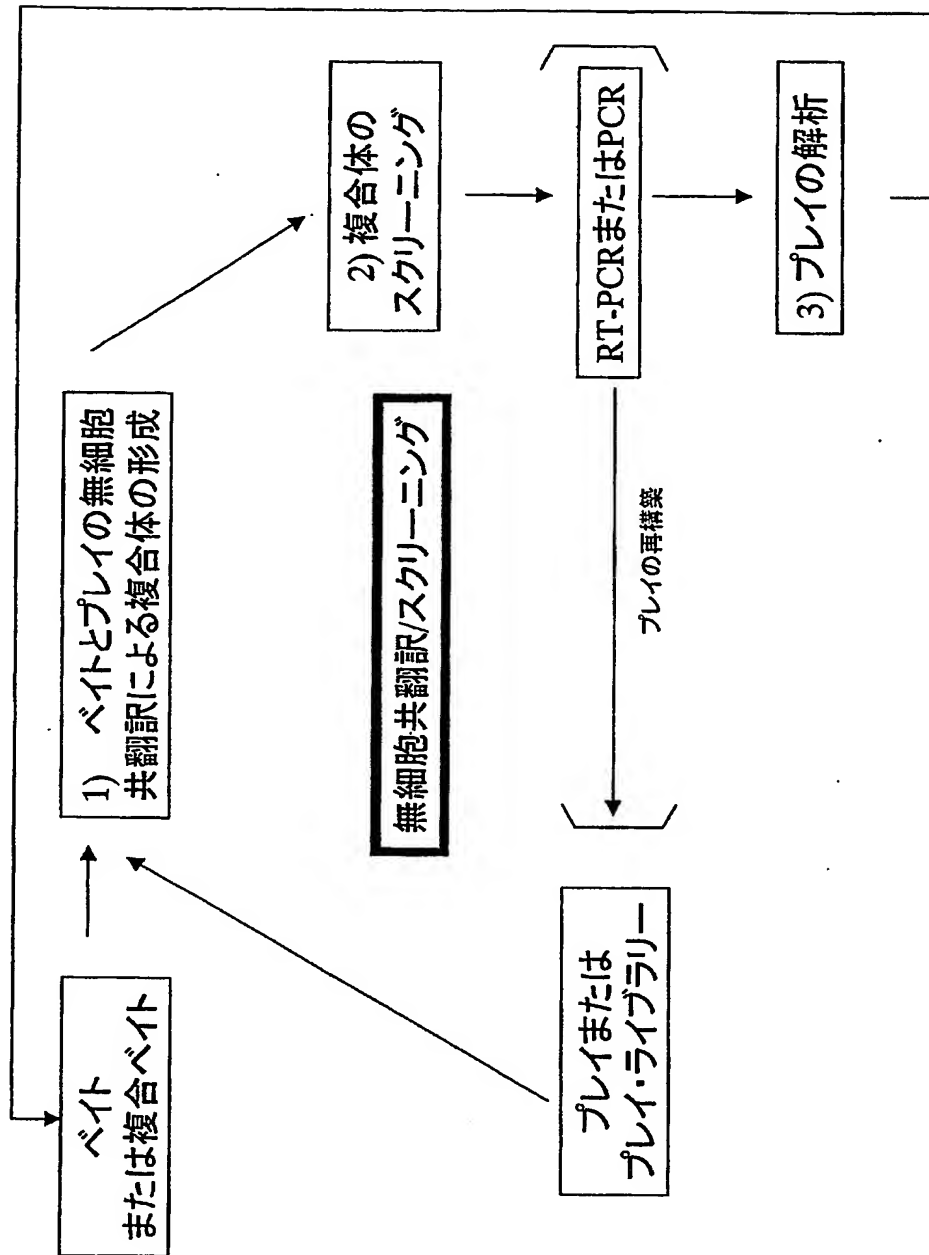 ベイト
または複合ベイト
1) ベイトとプレイの無細胞
共翻訳による複合体の形成
2) 複合体の
スクリーニング
無細胞共翻訳/スクリーニング
プレイまたは
プレイ・ライブラリー
プレイの再構築
RT-PCRまたはPCR
3) プレイの解析